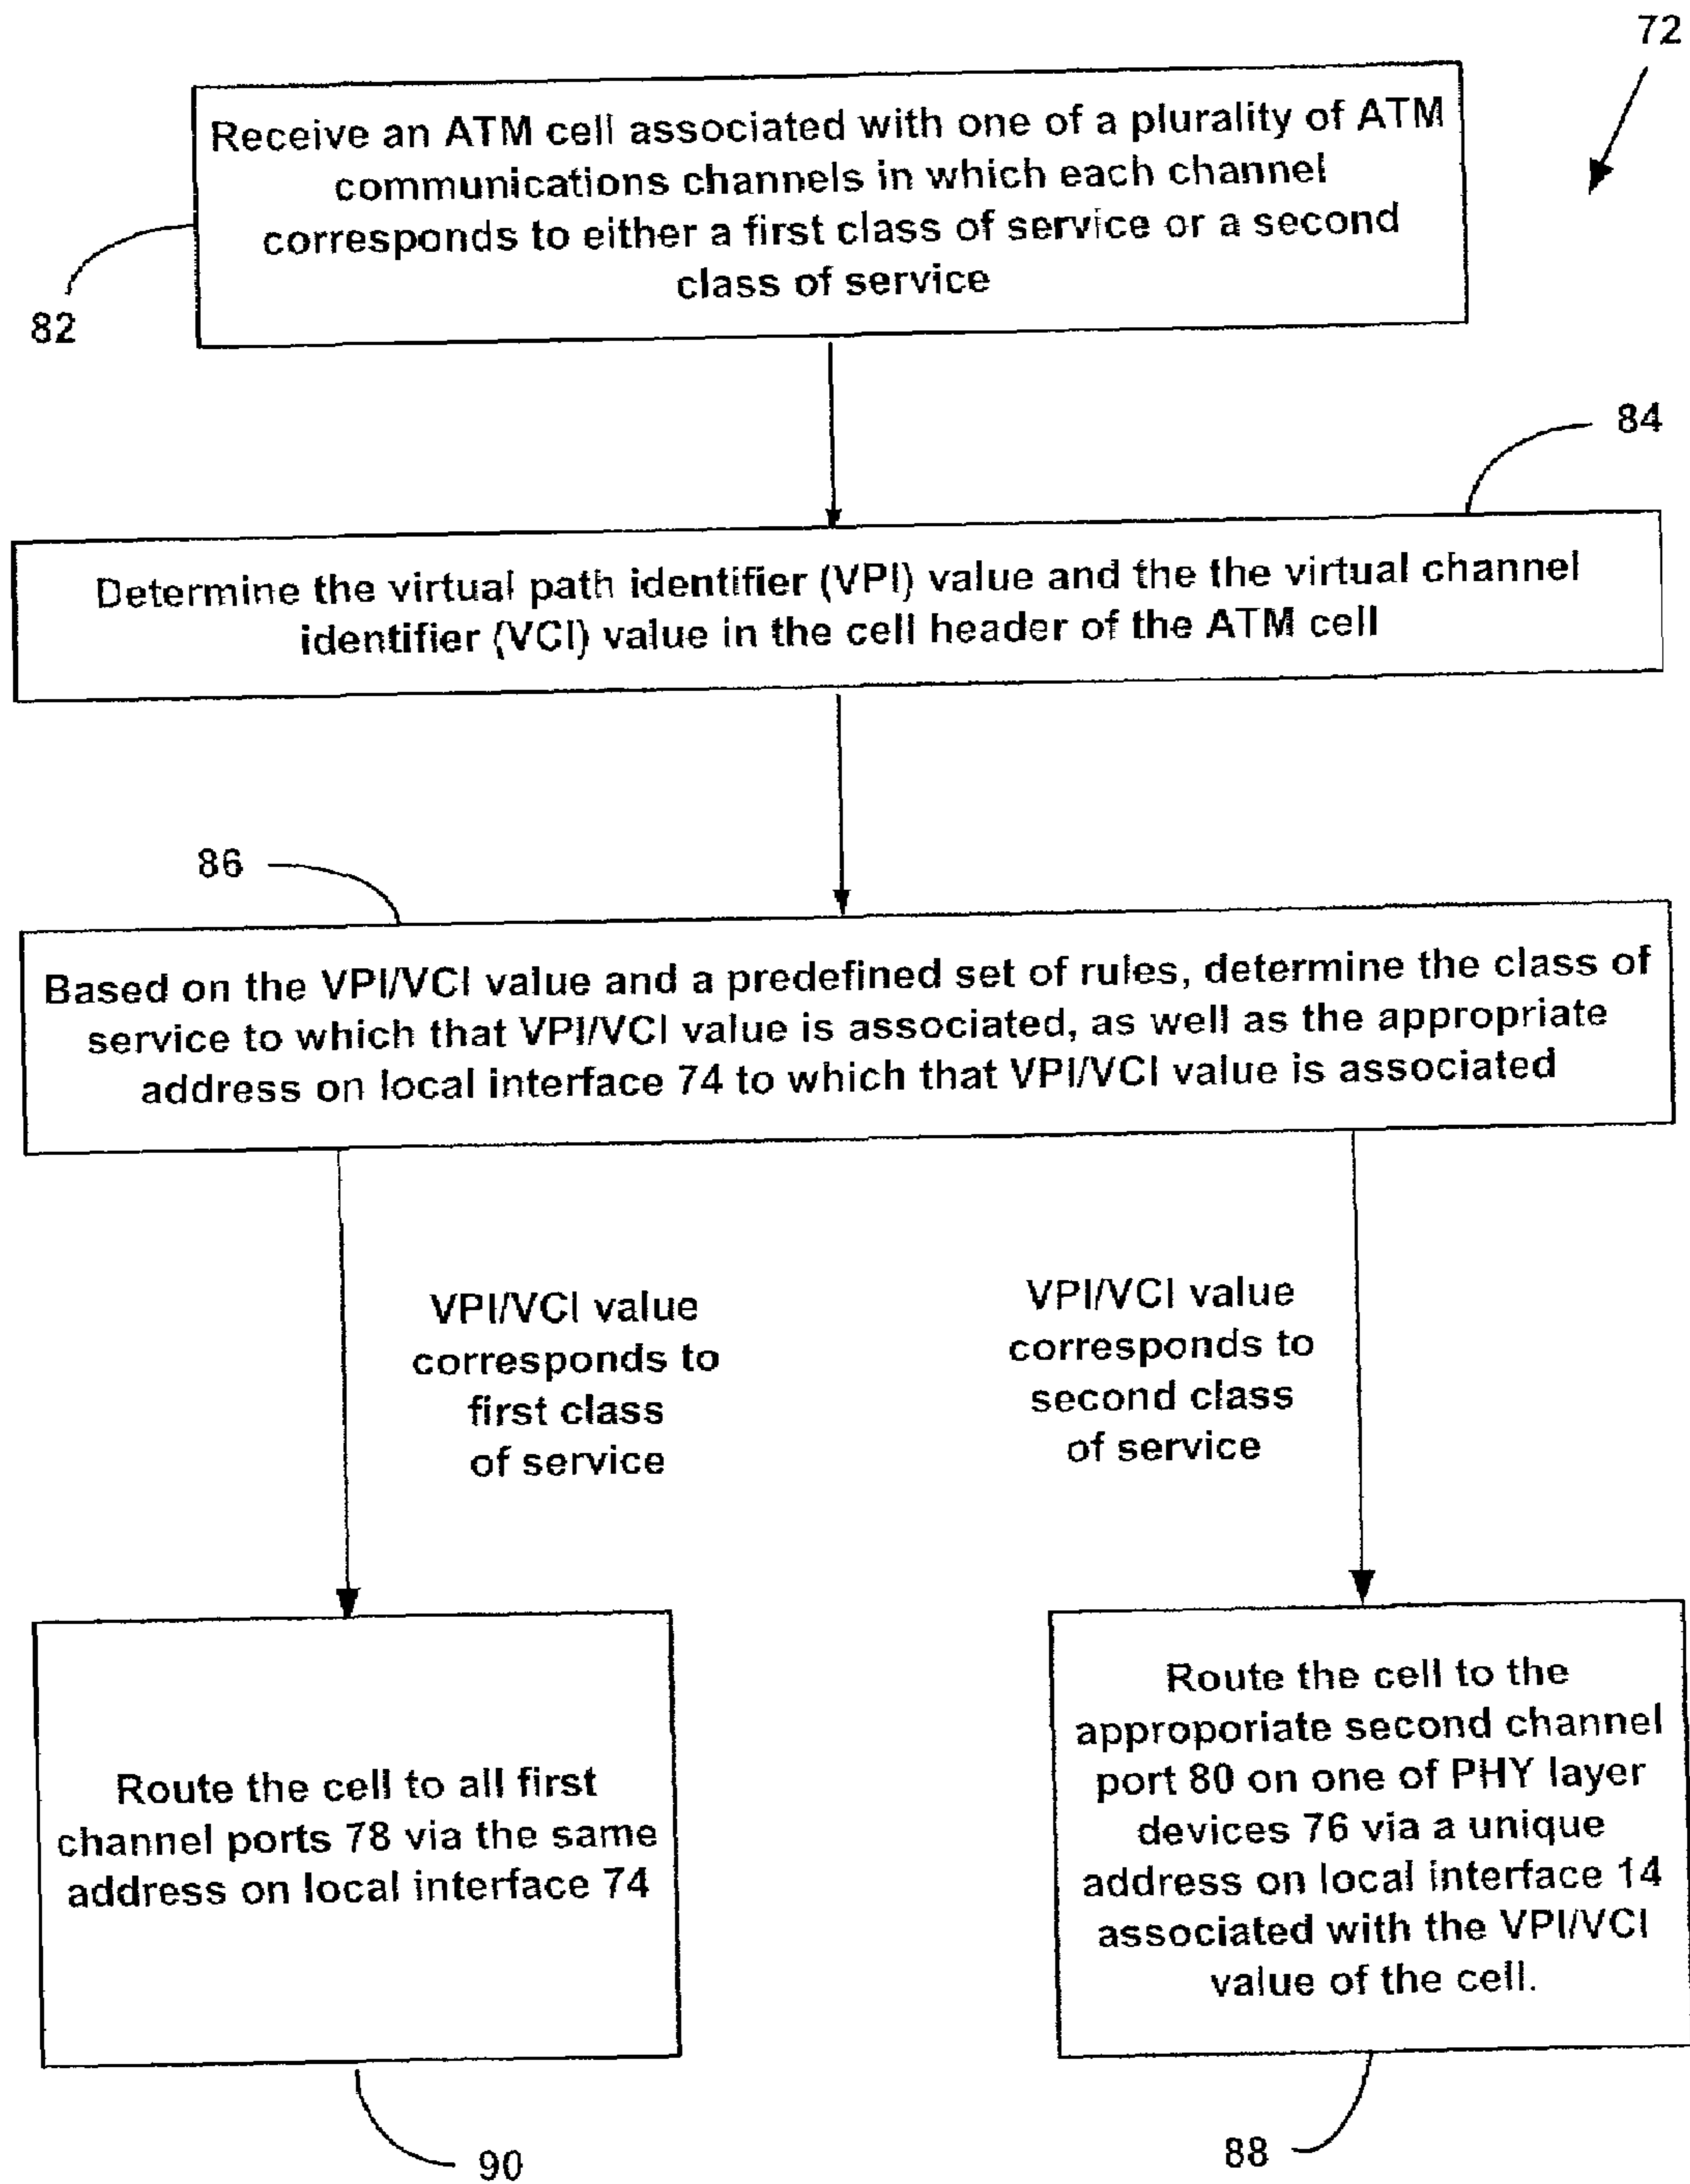 72
Receive an ATM cell associated with one of a plurality of ATM
communications channels in which each channel
corresponds to either a first class of service or a second
class of service
82
84
Determine the virtual path identifier (VPI) value and the the virtual channel
identifier (VCI) value in the cell header of the ATM cell
86
Based on the VPI/VCI value and a predefined set of rules, determine the class of
service to which that VPI/VCI value is associated, as well as the appropriate
address on local interface 74 to which that VPI/VCI value is associated
VPI/VCI value
corresponds to
first class
of service
VPI/VCI value
corresponds to
second class
of service
Route the cell to all first
channel ports 78 via the same
address on local interface 74
Route the cell to the
approporiate second channel
port 80 on one of PHY layer
devices 76 via a unique
address on local interface 14
associated with the VPI/VCI
value of the cell.
90
88